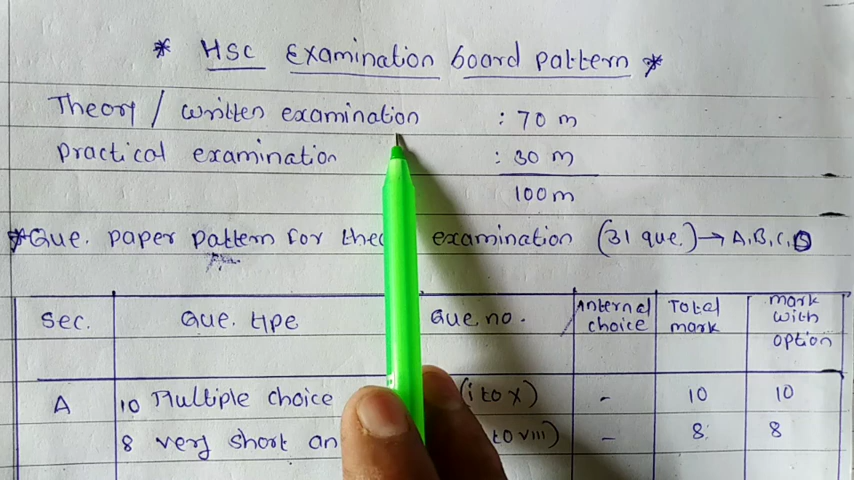 * HSC Examination board pattern *
Theory / written examination : 70 m
practical examination : 30 m
100 m
* Que. paper pattern for examination (31 que.) → A, B, C, D
Sec. Que. type Que no. Internal choice Total mark mark with option
A 10 Multiple choice (i to x) - 10 10
8 very short to viii) - 8 8